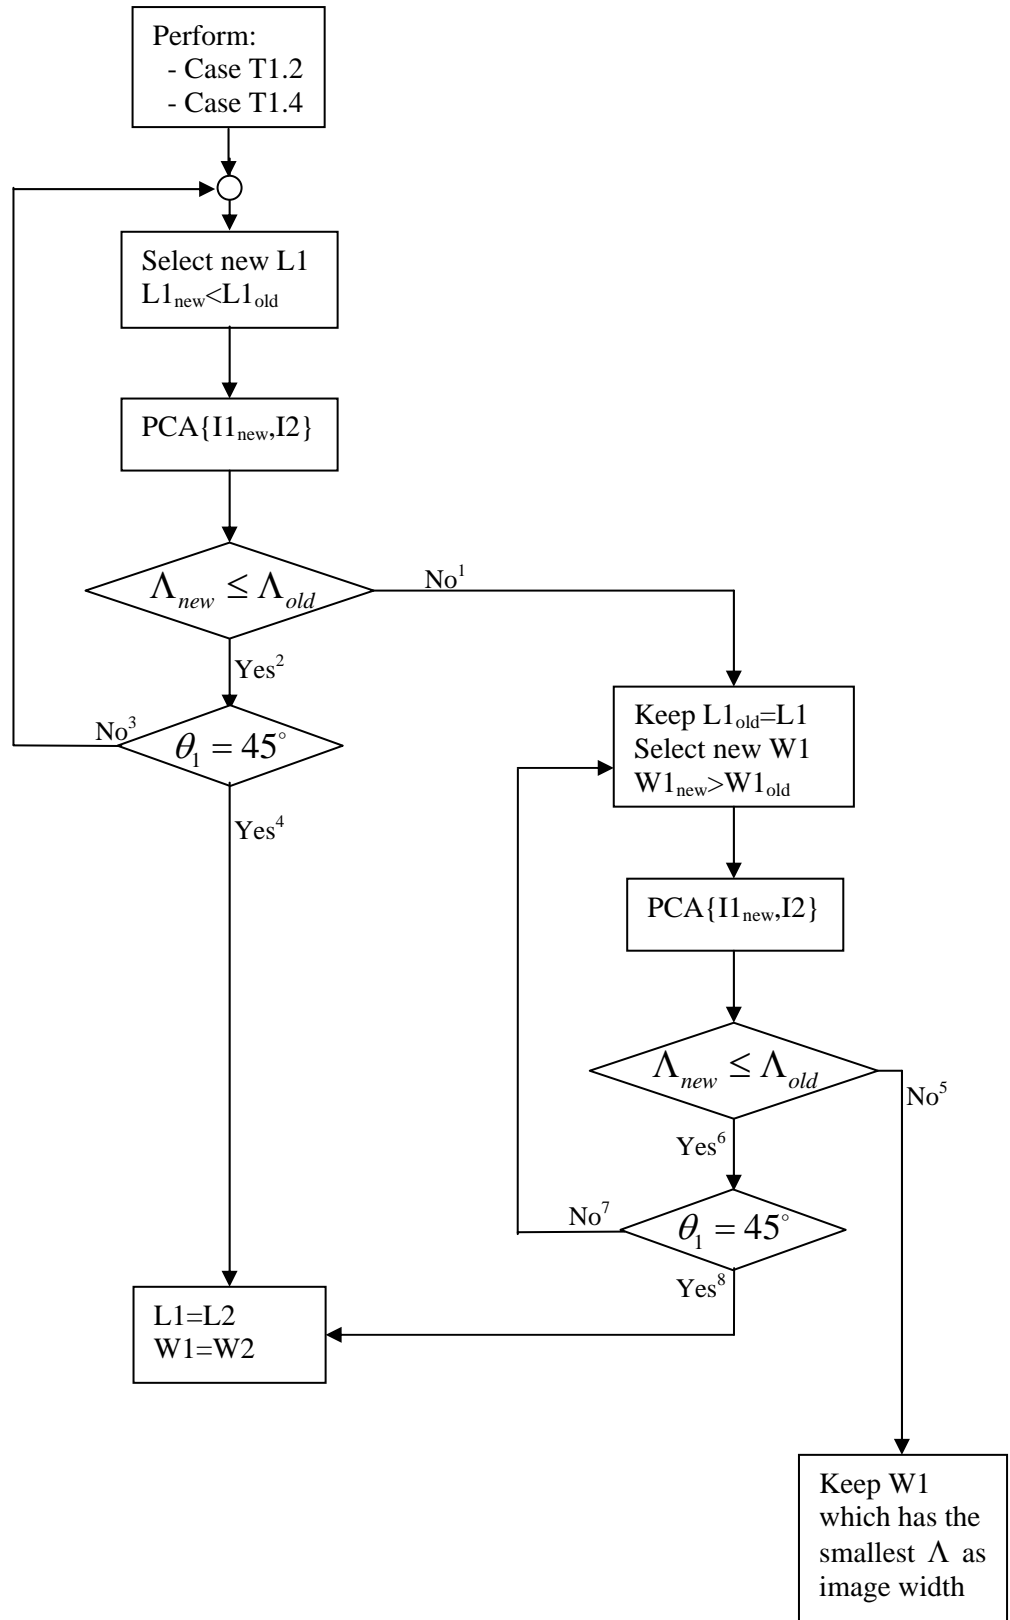 Perform:
- Case T1.2
- Case T1.4
Select new L1
L1new<L1old
PCA{I1new,I2}
Λnew ≤ Λold
No¹
Yes²
θ₁ = 45°
No³
Yes⁴
Keep L1old=L1
Select new W1
W1new>W1old
PCA{I1new,I2}
Λnew ≤ Λold
No⁵
Yes⁶
θ₁ = 45°
No⁷
Yes⁸
L1=L2
W1=W2
Keep W1
which has the
smallest Λ as
image width